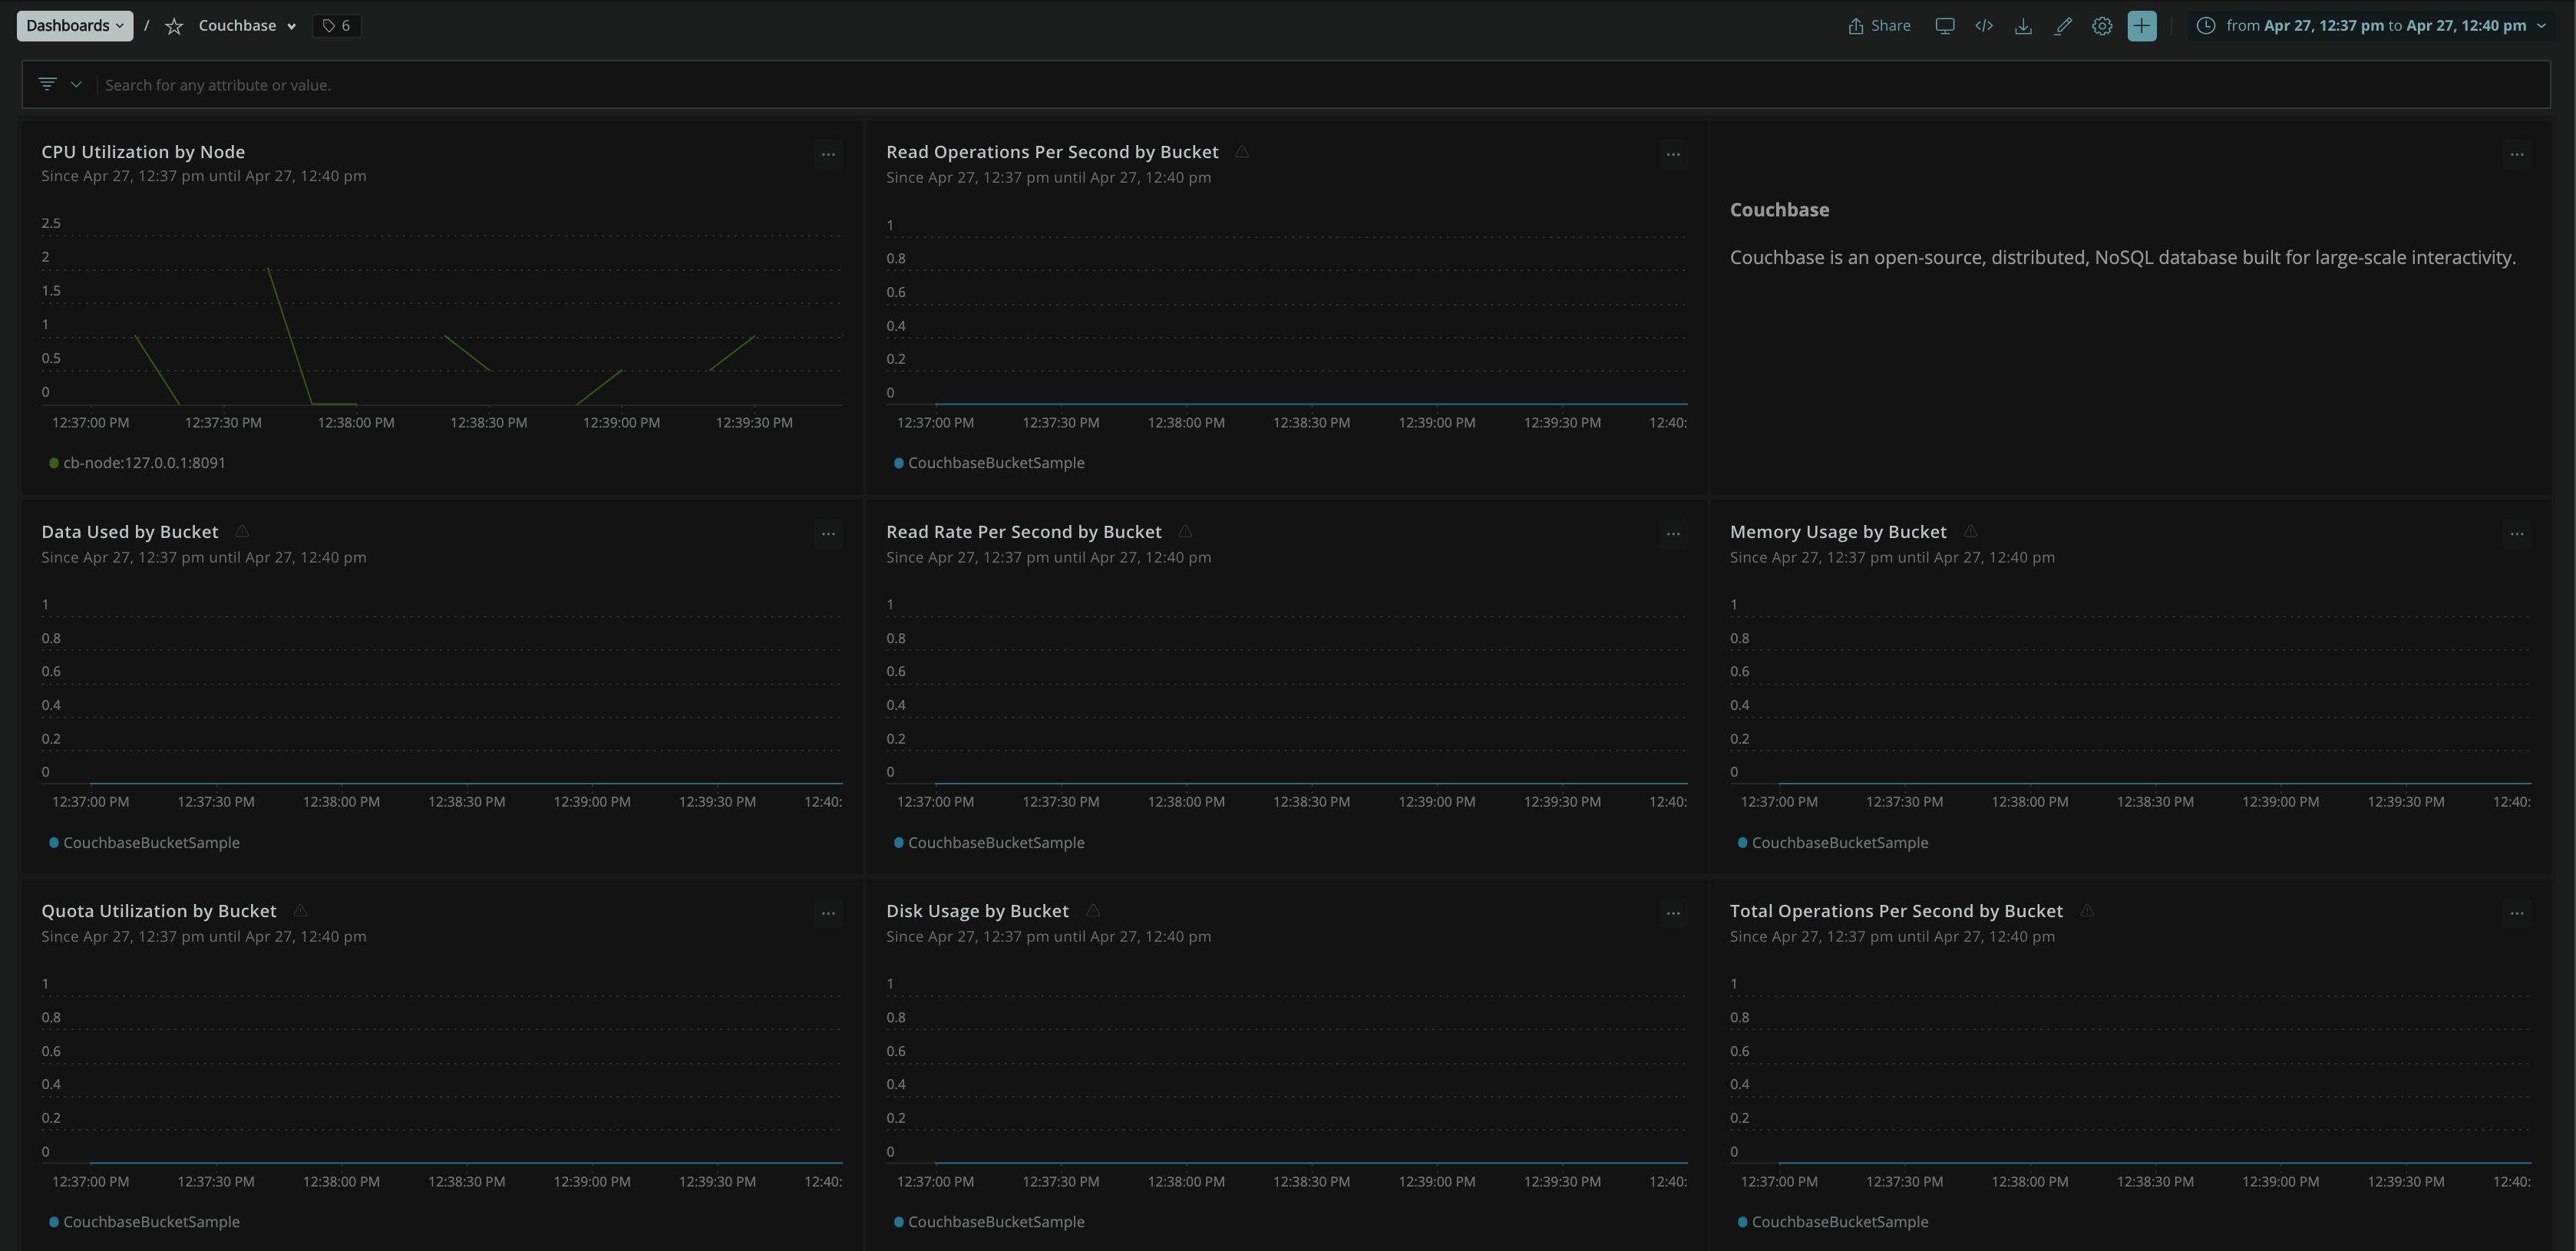 Dashboards / Couchbase 6 Share from Apr 27, 12:37 pm to Apr 27, 12:40 pm
Search for any attribute or value.
CPU Utilization by Node
Since Apr 27, 12:37 pm until Apr 27, 12:40 pm
2.5
2
1.5
1
0.5
0
12:37:00 PM 12:37:30 PM 12:38:00 PM 12:38:30 PM 12:39:00 PM 12:39:30 PM
cb-node:127.0.0.1:8091
Read Operations Per Second by Bucket
Since Apr 27, 12:37 pm until Apr 27, 12:40 pm
1
0.8
0.6
0.4
0.2
0
12:37:00 PM 12:37:30 PM 12:38:00 PM 12:38:30 PM 12:39:00 PM 12:39:30 PM 12:40:
CouchbaseBucketSample
Couchbase
Couchbase is an open-source, distributed, NoSQL database built for large-scale interactivity.
Data Used by Bucket
Since Apr 27, 12:37 pm until Apr 27, 12:40 pm
1
0.8
0.6
0.4
0.2
0
12:37:00 PM 12:37:30 PM 12:38:00 PM 12:38:30 PM 12:39:00 PM 12:39:30 PM 12:40:
CouchbaseBucketSample
Read Rate Per Second by Bucket
Since Apr 27, 12:37 pm until Apr 27, 12:40 pm
1
0.8
0.6
0.4
0.2
0
12:37:00 PM 12:37:30 PM 12:38:00 PM 12:38:30 PM 12:39:00 PM 12:39:30 PM 12:40:
CouchbaseBucketSample
Memory Usage by Bucket
Since Apr 27, 12:37 pm until Apr 27, 12:40 pm
1
0.8
0.6
0.4
0.2
0
12:37:00 PM 12:37:30 PM 12:38:00 PM 12:38:30 PM 12:39:00 PM 12:39:30 PM 12:40:
CouchbaseBucketSample
Quota Utilization by Bucket
Since Apr 27, 12:37 pm until Apr 27, 12:40 pm
1
0.8
0.6
0.4
0.2
0
12:37:00 PM 12:37:30 PM 12:38:00 PM 12:38:30 PM 12:39:00 PM 12:39:30 PM 12:40:
CouchbaseBucketSample
Disk Usage by Bucket
Since Apr 27, 12:37 pm until Apr 27, 12:40 pm
1
0.8
0.6
0.4
0.2
0
12:37:00 PM 12:37:30 PM 12:38:00 PM 12:38:30 PM 12:39:00 PM 12:39:30 PM 12:40:
CouchbaseBucketSample
Total Operations Per Second by Bucket
Since Apr 27, 12:37 pm until Apr 27, 12:40 pm
1
0.8
0.6
0.4
0.2
0
12:37:00 PM 12:37:30 PM 12:38:00 PM 12:38:30 PM 12:39:00 PM 12:39:30 PM 12:40:
CouchbaseBucketSample